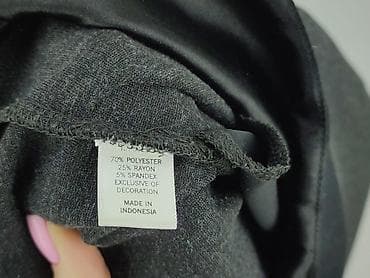 70% POLYESTER
25% RAYON
5% SPANDEX
EXCLUSIVE OF
DECORATION
MADE IN
INDONESIA